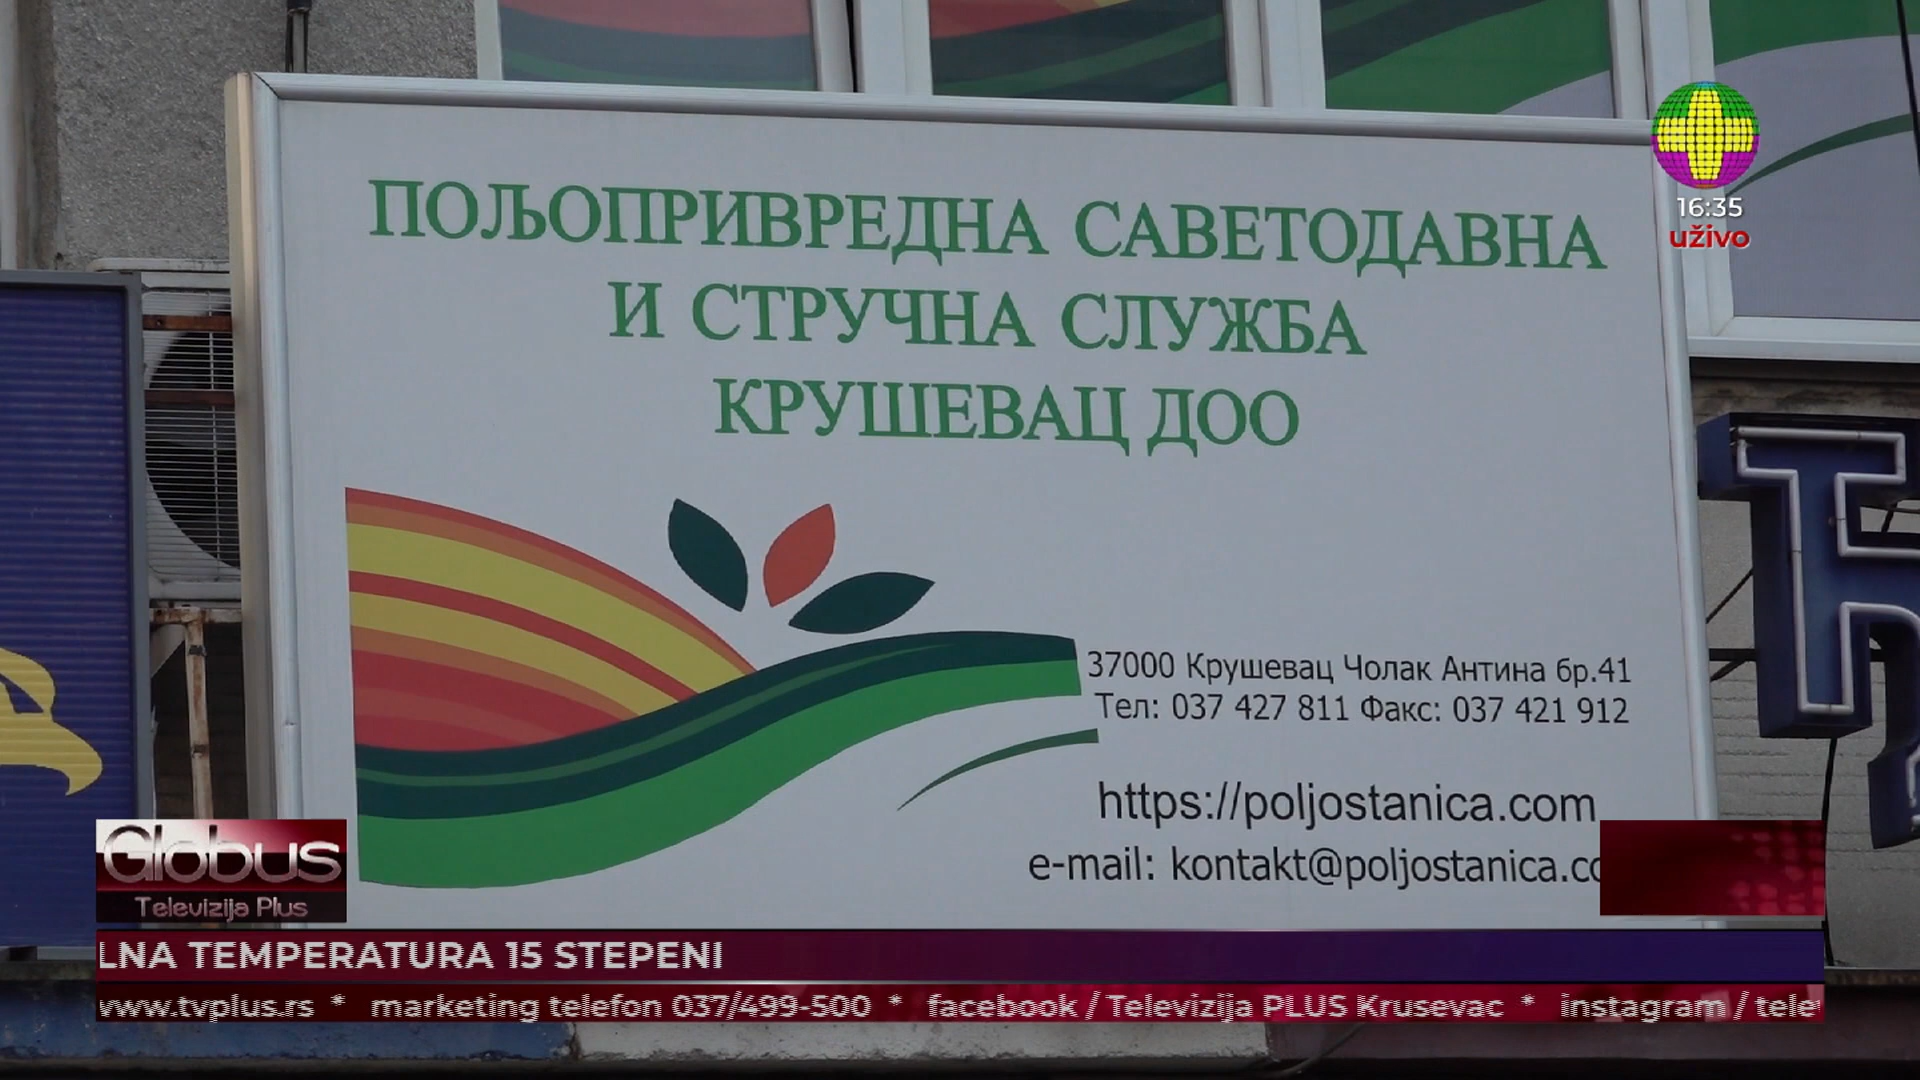 ПОЉОПРИВРЕДНА САВЕТОДАВНА
И СТРУЧНА СЛУЖБА
КРУШЕВАЦ ДОО
16:35
uživo
37000 Крушевац Чолак Антина бр.41
Тел: 037 427 811 Факс: 037 421 912
https://poljostanica.com
e-mail: kontakt@poljostanica.co
Globus
Televizija Plus
LNA TEMPERATURA 15 STEPENI
www.tvplus.rs * marketing telefon 037/499-500 * facebook / Televizija PLUS Krusevac * instagram / tele